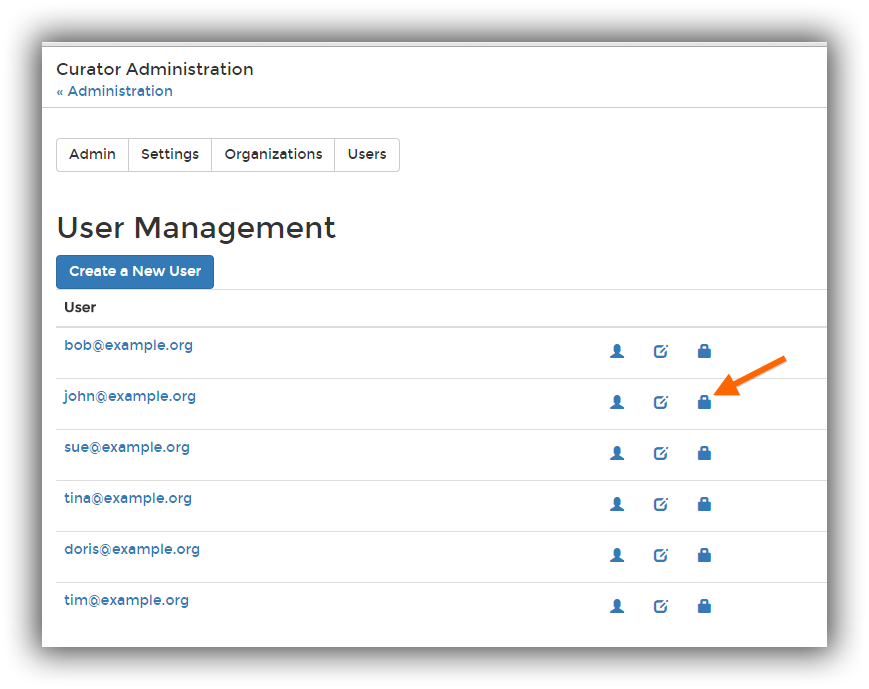 Curator Administration
« Administration
Admin Settings Organizations Users
User Management
Create a New User
User
bob@example.org
john@example.org
sue@example.org
tina@example.org
doris@example.org
tim@example.org